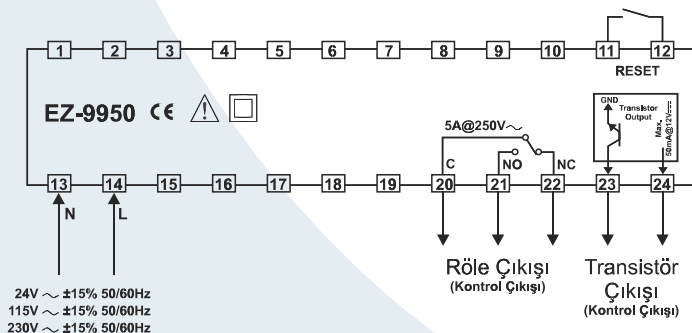 1 2 3 4 5 6 7 8 9 10 11 12
RESET
EZ-9950 CE
GND
Transistor
Output
Max.
50mA@12V
5A@250V~
C NO NC
13 14 15 16 17 18 19 20 21 22 23 24
N L
Röle Çıkışı
(Kontrol Çıkışı)
Transistör
Çıkışı
(Kontrol Çıkışı)
24V ~ ±15% 50/60Hz
115V ~ ±15% 50/60Hz
230V ~ ±15% 50/60Hz